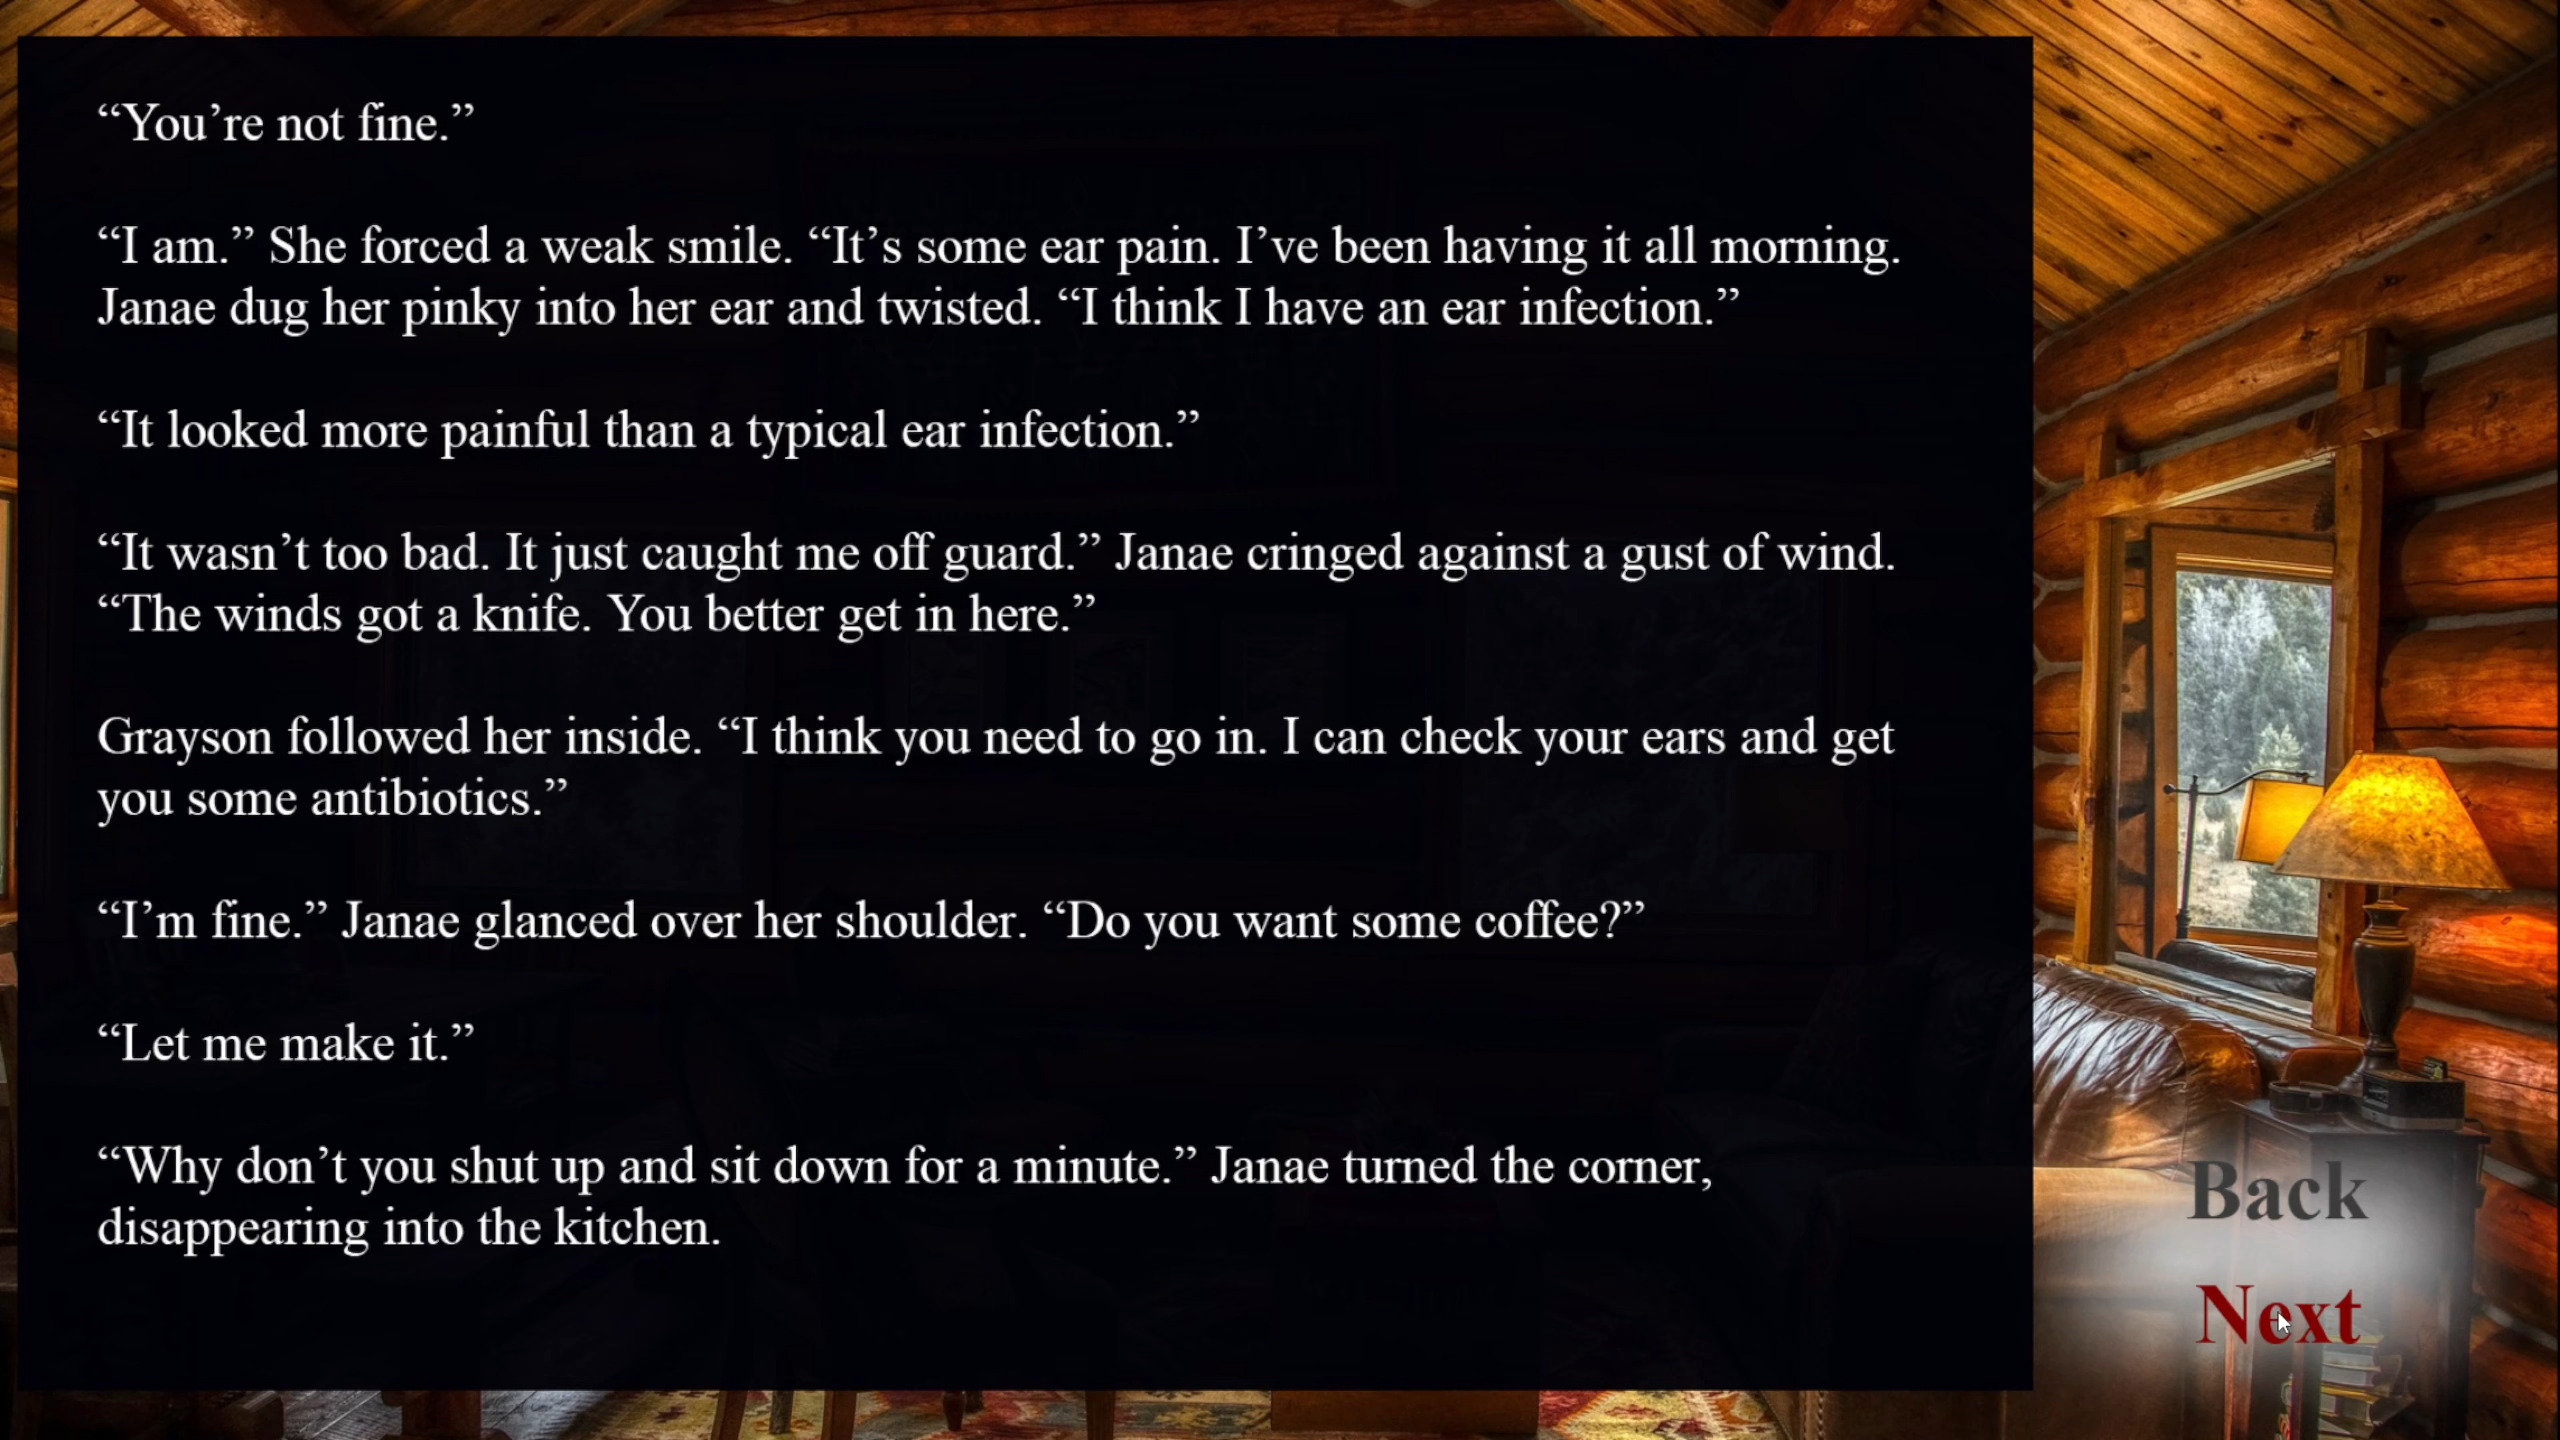 “You’re not fine.”
“I am.” She forced a weak smile. “It’s some ear pain. I’ve been having it all morning.
Janae dug her pinky into her ear and twisted. “I think I have an ear infection.”
“It looked more painful than a typical ear infection.”
“It wasn’t too bad. It just caught me off guard.” Janae cringed against a gust of wind.
“The winds got a knife. You better get in here.”
Grayson followed her inside. “I think you need to go in. I can check your ears and get
you some antibiotics.”
“I’m fine.” Janae glanced over her shoulder. “Do you want some coffee?”
“Let me make it.”
“Why don’t you shut up and sit down for a minute.” Janae turned the corner,
disappearing into the kitchen.
Back
Next